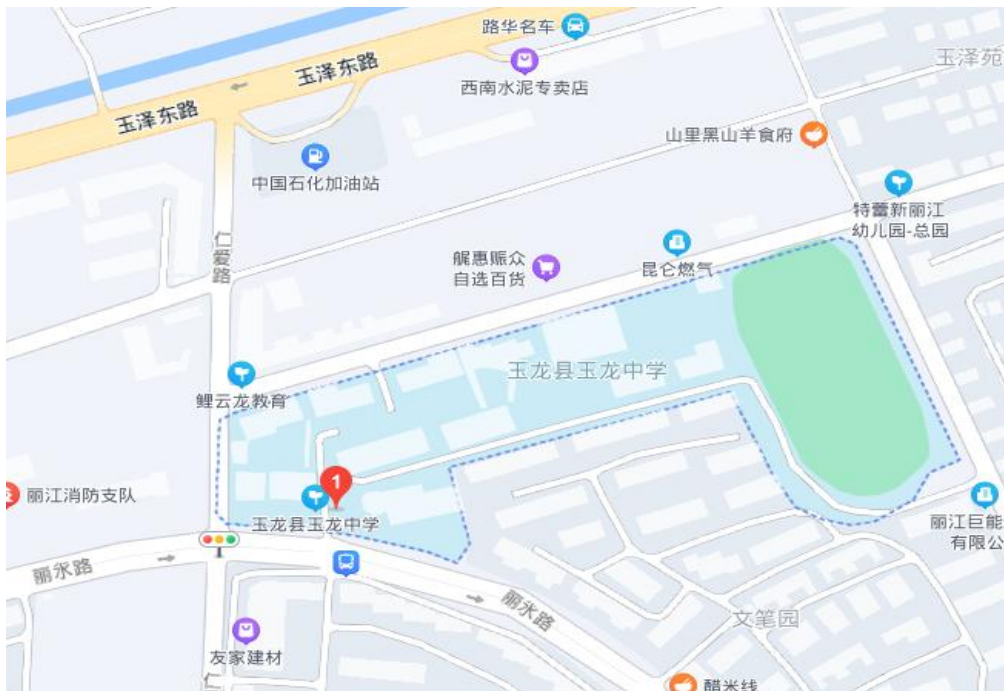 路华名车
玉泽东路
西南水泥专卖店
玉泽苑
玉泽东路
山里黑山羊食府
中国石化加油站
特蕾新丽江
幼儿园-总园
仁爱路
艉惠赈众
自选百货
昆仑燃气
玉龙县玉龙中学
鲤云龙教育
1
丽江消防支队
玉龙县玉龙中学
丽江巨能
有限公
丽氷路
丽氷路
文笔园
友家建材
仁
醋米线